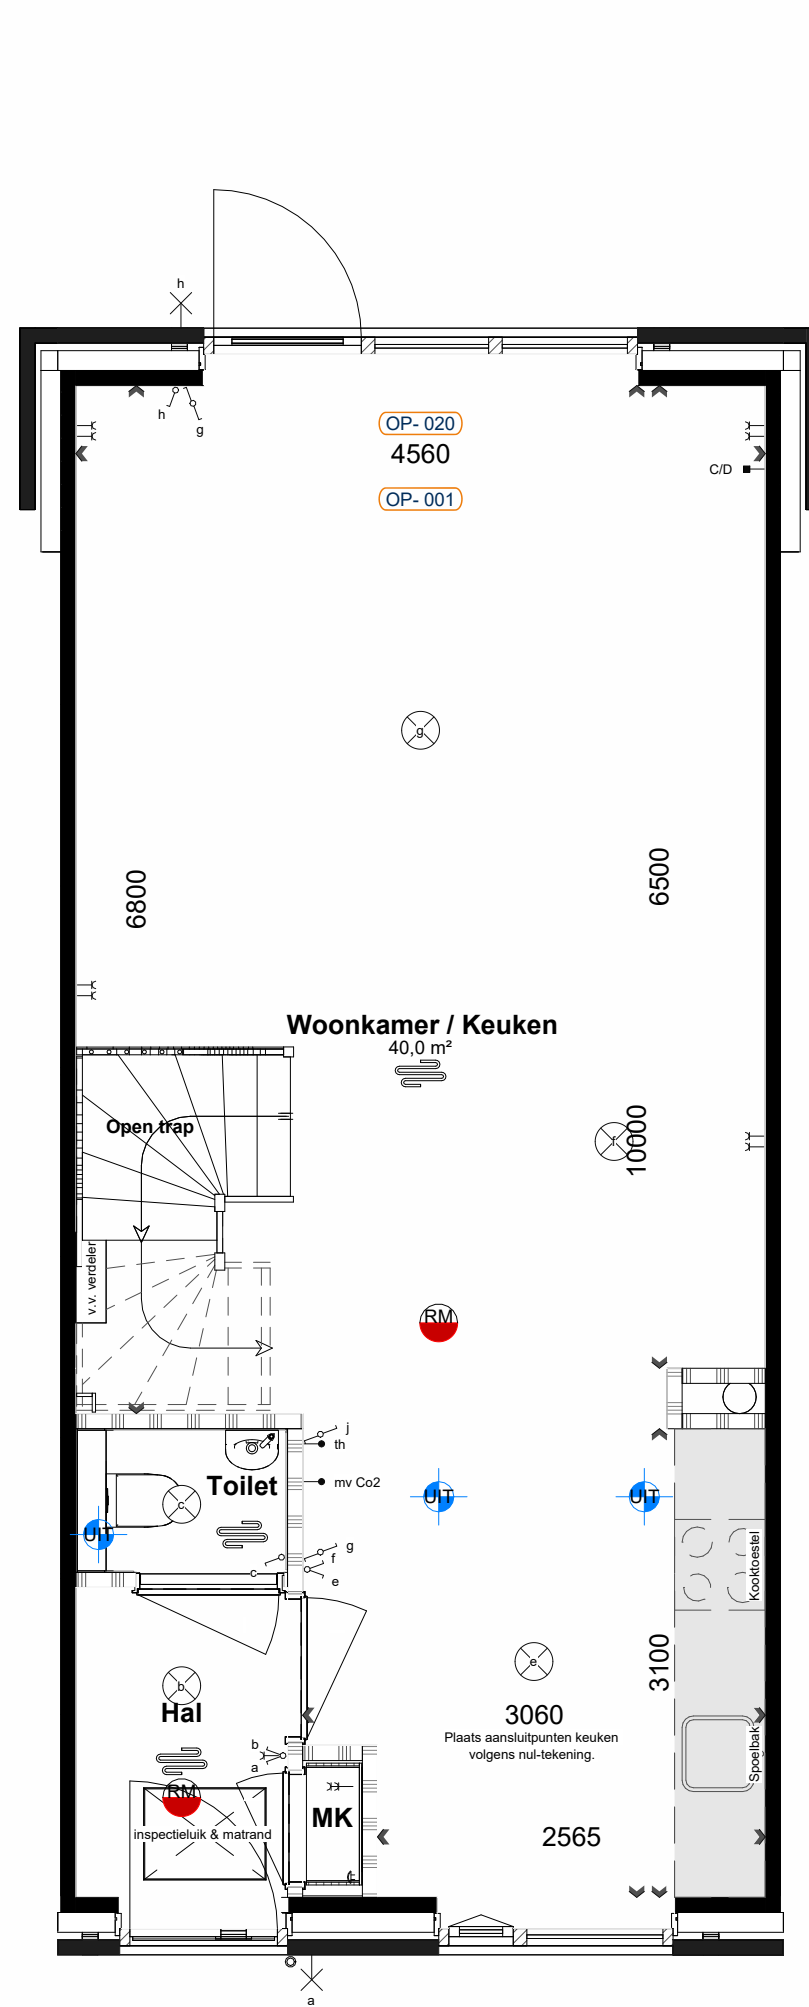 h
h
g
OP- 020
4560
C/D
OP- 001
g
6800
6500
Woonkamer / Keuken
40,0 m²
Open trap
f
10000
v.v. verdeler
RM
j
th
Toilet
mv Co2
c
UIT
UIT
UIT
g
f
e
c
Kooktoestel
b
e
3100
Hal
3060
Plaats aansluitpunten keuken
volgens nul-tekening.
b
a
Spoelbak
RM
MK
inspectieluik & matrand
2565
t
a